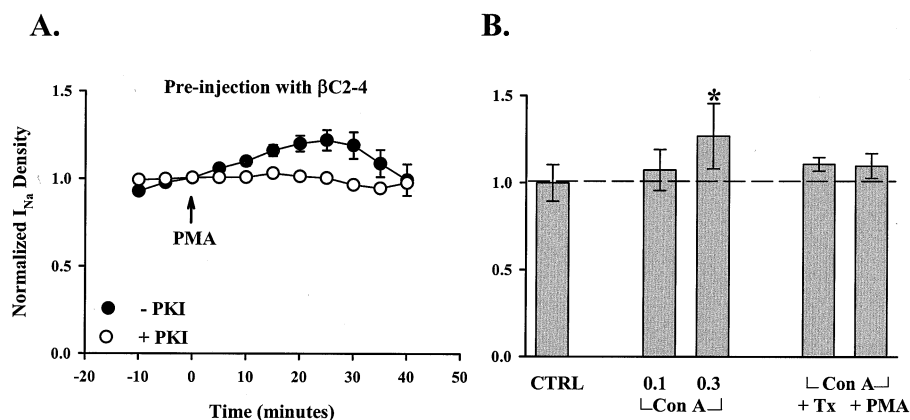 A.
Pre-injection with βC2-4
Normalized I_Na Density
1.5
1.0
0.5
0.0
PMA
- PKI
+ PKI
-20 -10 0 10 20 30 40 50
Time (minutes)
B.
1.5
1.0
0.5
0.0
*
CTRL 0.1 0.3 Con A
Con A + Tx + PMA